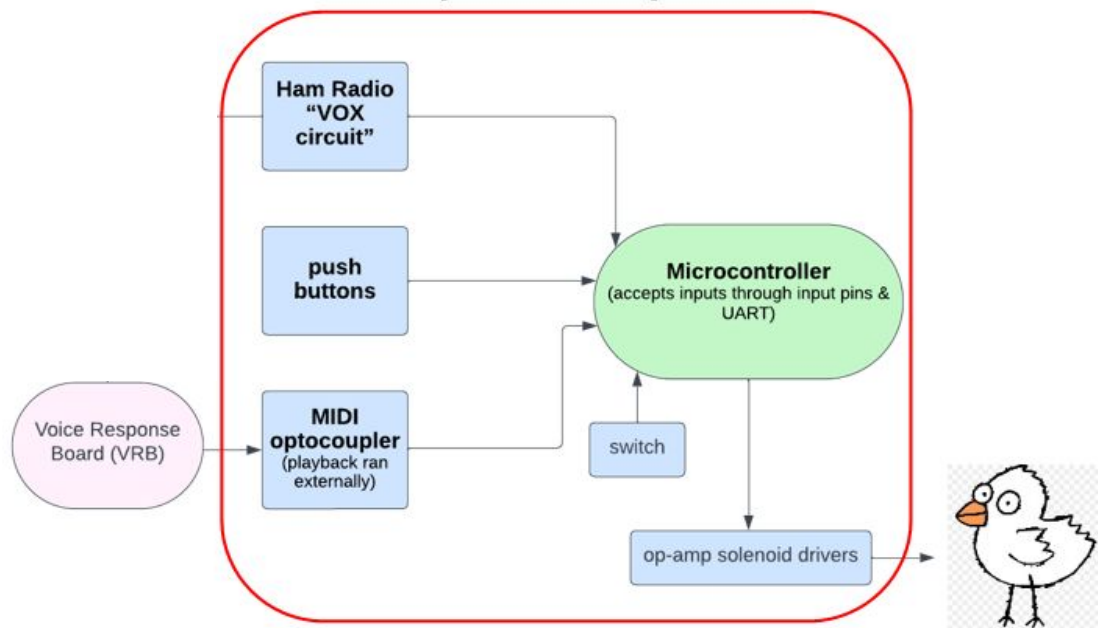 Ham Radio
“VOX
circuit”
push
buttons
Microcontroller
(accepts inputs through input pins &
UART)
MIDI
optocoupler
(playback ran
externally)
Voice Response
Board (VRB)
switch
op-amp solenoid drivers